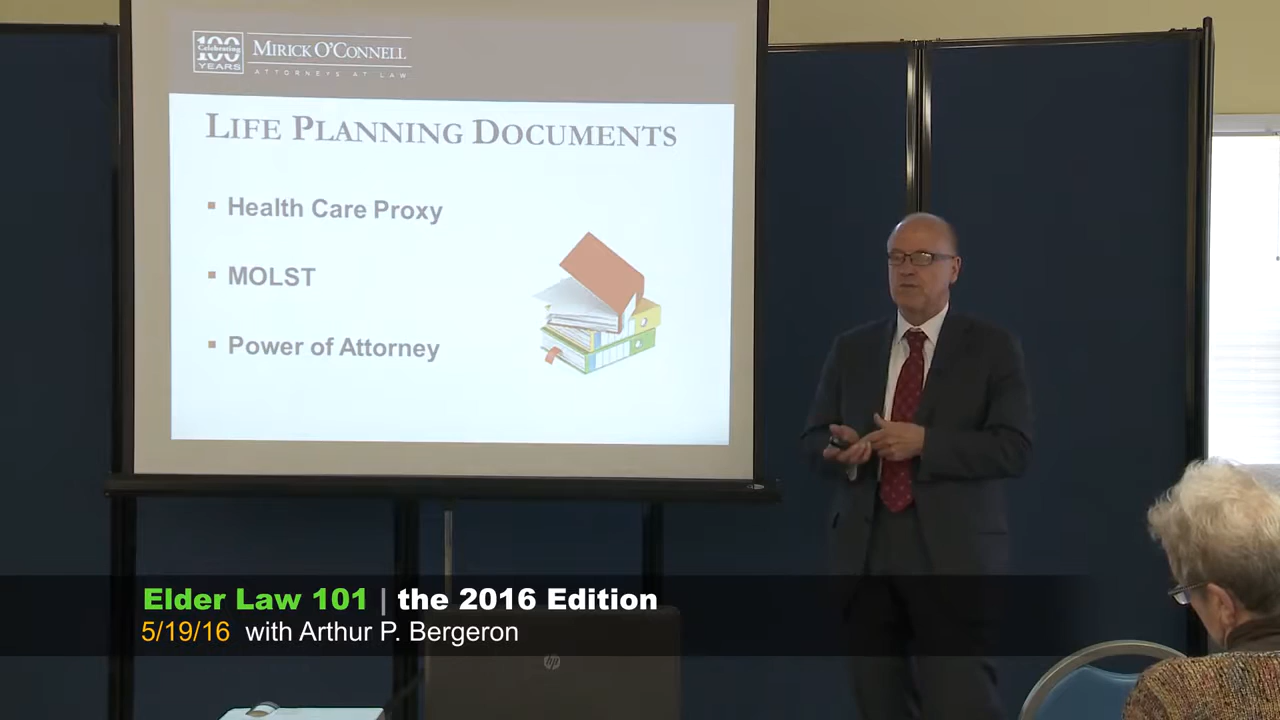 Celebrating
100
YEARS
MIRICK O'CONNELL
ATTORNEYS AT LAW
LIFE PLANNING DOCUMENTS
▪ Health Care Proxy
▪ MOLST
▪ Power of Attorney
Elder Law 101 | the 2016 Edition
5/19/16 with Arthur P. Bergeron
hp